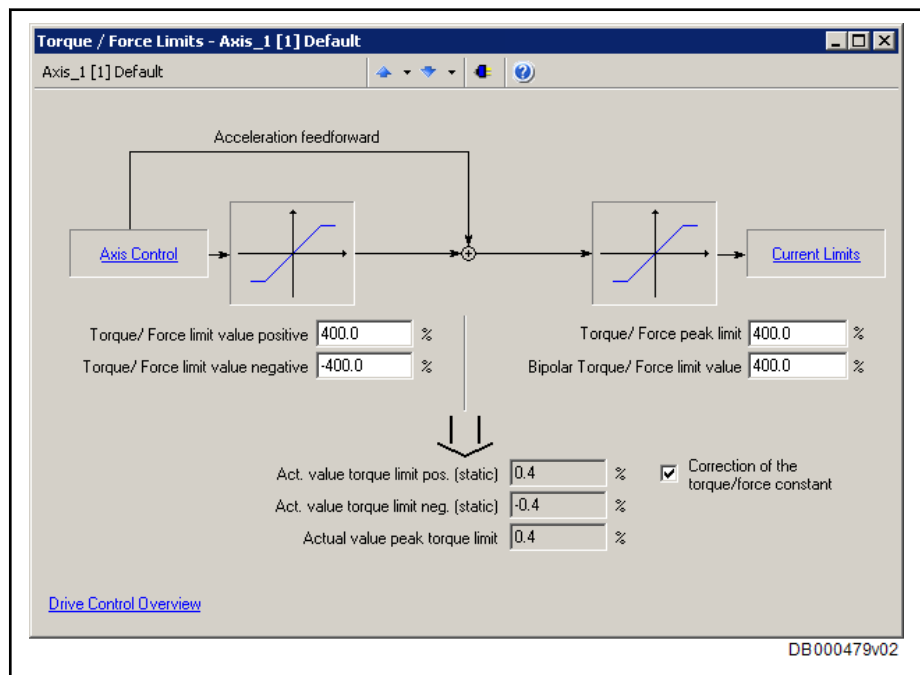 Torque / Force Limits - Axis_1 [1] Default
Axis_1 [1] Default
Acceleration feedforward
Axis Control
Current Limits
Torque/ Force limit value positive 400.0 %
Torque/ Force peak limit 400.0 %
Torque/ Force limit value negative -400.0 %
Bipolar Torque/ Force limit value 400.0 %
Act. value torque limit pos. (static) 0.4 %
Correction of the
torque/force constant
Act. value torque limit neg. (static) -0.4 %
Actual value peak torque limit 0.4 %
Drive Control Overview
DB000479v02